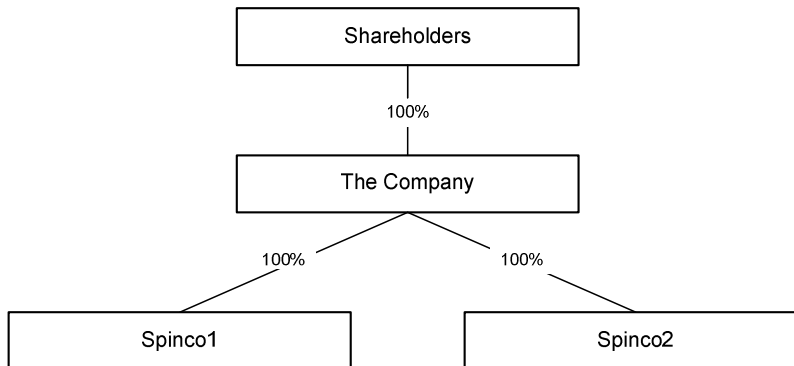 Shareholders
100%
The Company
100%
100%
Spinco1
Spinco2